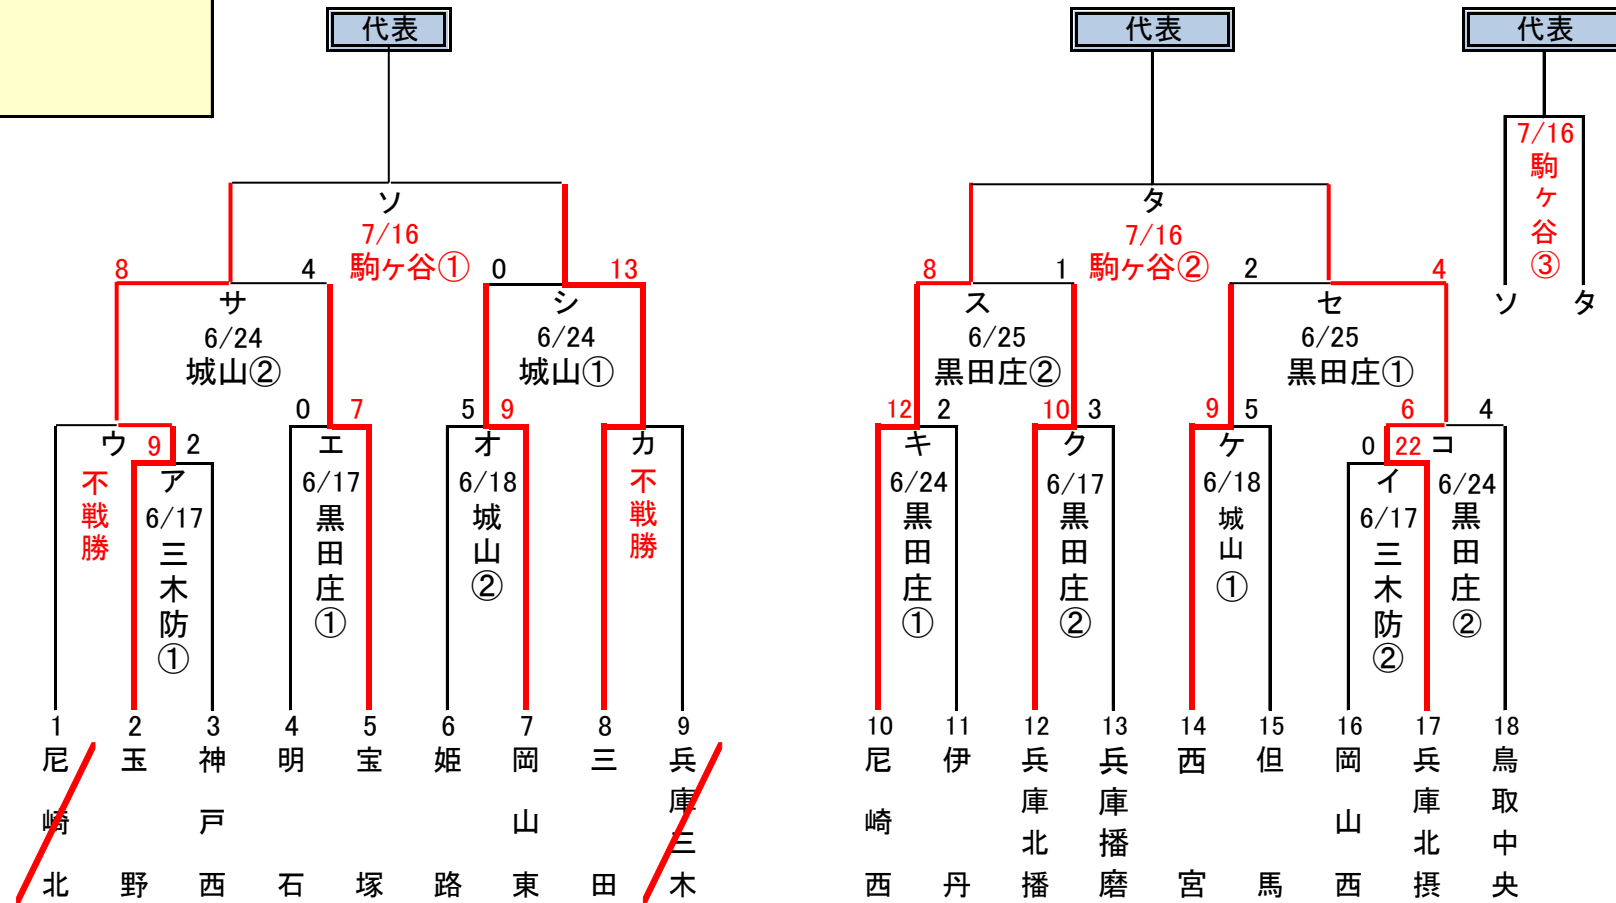 代表
代表
代表
7/16
駒ヶ谷③
ソ
タ
ソ
7/16
駒ヶ谷①
タ
7/16
駒ヶ谷②
8
4
0
13
8
1
2
4
サ
6/24
城山②
シ
6/24
城山①
ス
6/25
黒田庄②
セ
6/25
黒田庄①
0
7
5
9
12
2
10
3
9
5
6
4
ウ
不戦勝
9
2
ア
6/17
三木防①
エ
6/17
黒田庄①
オ
6/18
城山②
カ
不戦勝
キ
6/24
黒田庄①
ク
6/17
黒田庄②
ケ
6/18
城山①
0
22
イ
6/17
三木防②
コ
6/24
黒田庄②
1
尼崎北
2
玉野
3
神戸西
4
明石
5
宝塚
6
姫路
7
岡山東
8
三田
9
兵庫三木
10
尼崎西
11
伊丹
12
兵庫北播
13
兵庫播磨
14
西宮
15
但馬
16
岡山西
17
兵庫北摂
18
鳥取中央